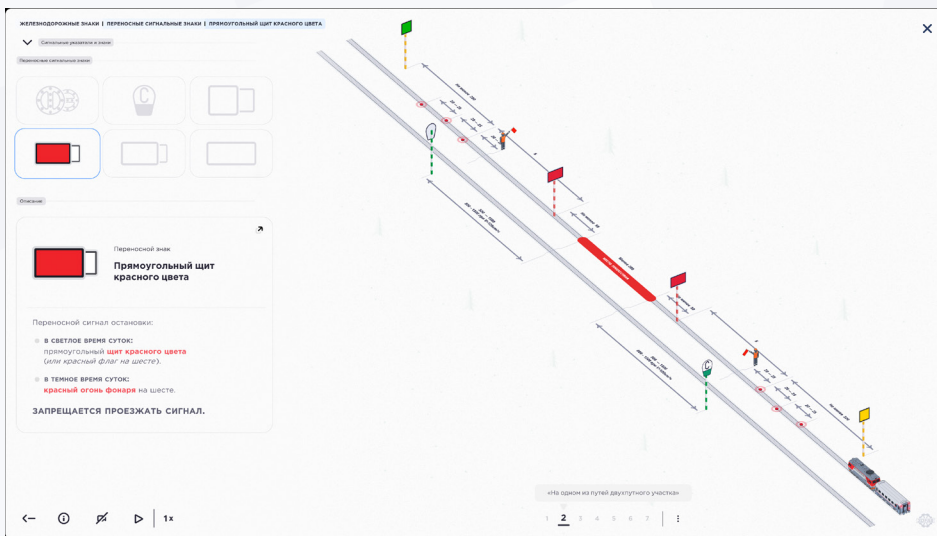 ЖЕЛЕЗНОДОРОЖНЫЕ ЗНАКИ | ПЕРЕНОСНЫЕ СИГНАЛЬНЫЕ ЗНАКИ | ПРЯМОУГОЛЬНЫЙ ЩИТ КРАСНОГО ЦВЕТА
Сигнальные указатели и знаки
Переносные сигнальные знаки
С
Описание
Переносной знак
Прямоугольный щит
красного цвета
Переносной сигнал остановки:
В СВЕТЛОЕ ВРЕМЯ СУТОК:
прямоугольный щит красного цвета
(или красный флаг на шесте).
В ТЕМНОЕ ВРЕМЯ СУТОК:
красный огонь фонаря на шесте.
ЗАПРЕЩАЕТСЯ ПРОЕЗЖАТЬ СИГНАЛ.
С
«На одном из путей двухпутного участка»
1 2 3 4 5 6 7
1x